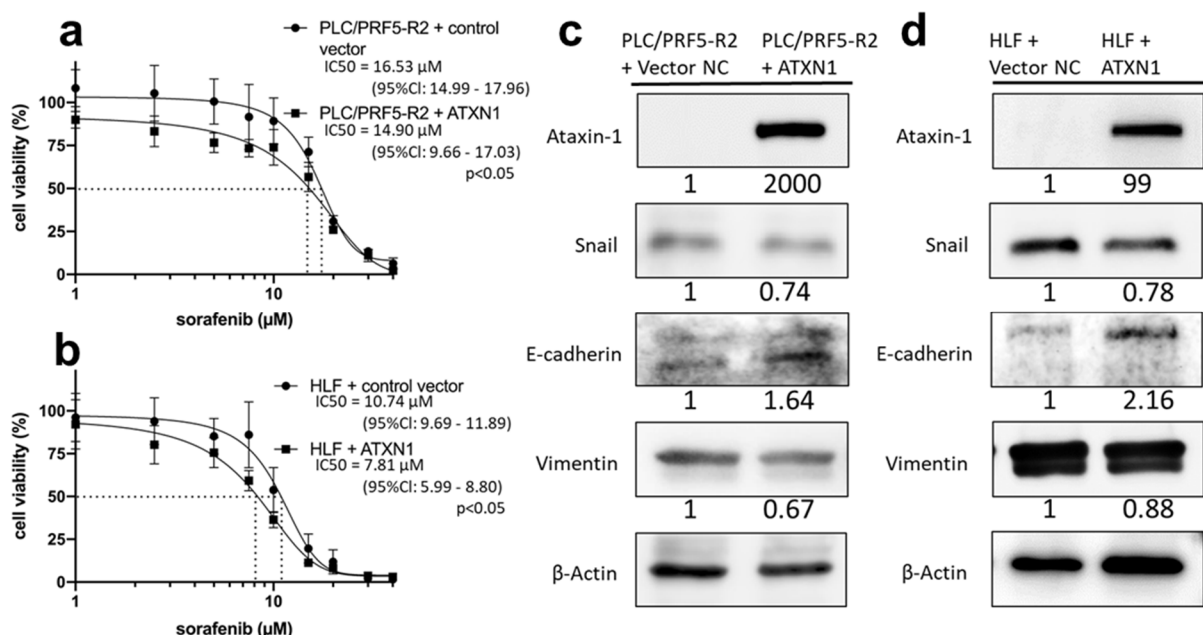 a
PLC/PRF5-R2 + control
vector
IC50 = 16.53 µM
(95%Cl: 14.99 - 17.96)
PLC/PRF5-R2 + ATXN1
IC50 = 14.90 µM
(95%Cl: 9.66 - 17.03)
p<0.05
cell viability (%)
100
75
50
25
0
1
10
sorafenib (µM)
b
HLF + control vector
IC50 = 10.74 µM
(95%Cl: 9.69 - 11.89)
HLF + ATXN1
IC50 = 7.81 µM
(95%Cl: 5.99 - 8.80)
p<0.05
cell viability (%)
100
75
50
25
0
1
10
sorafenib (µM)
c
PLC/PRF5-R2 PLC/PRF5-R2
+ Vector NC + ATXN1
Ataxin-1
1 2000
Snail
1 0.74
E-cadherin
1 1.64
Vimentin
1 0.67
β-Actin
d
HLF + HLF +
Vector NC ATXN1
Ataxin-1
1 99
Snail
1 0.78
E-cadherin
1 2.16
Vimentin
1 0.88
β-Actin